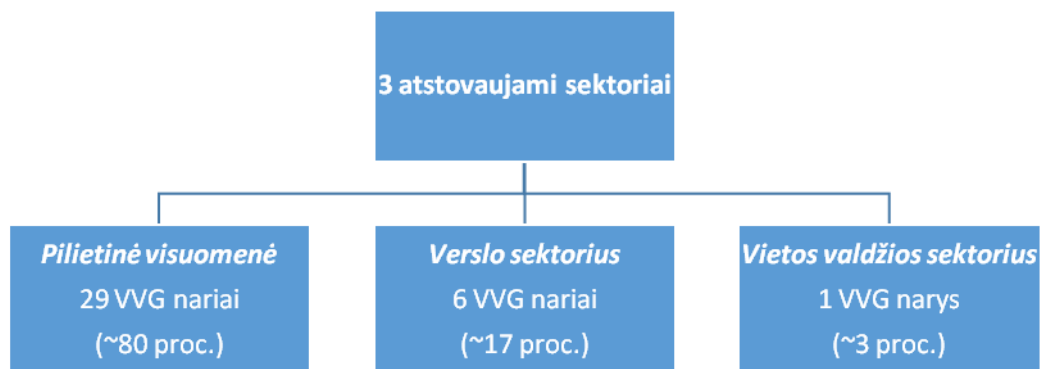 3 atstovaujami sektoriai
Pilietinė visuomenė
29 VVG nariai
(~80 proc.)
Verslo sektorius
6 VVG nariai
(~17 proc.)
Vietos valdžios sektorius
1 VVG narys
(~3 proc.)